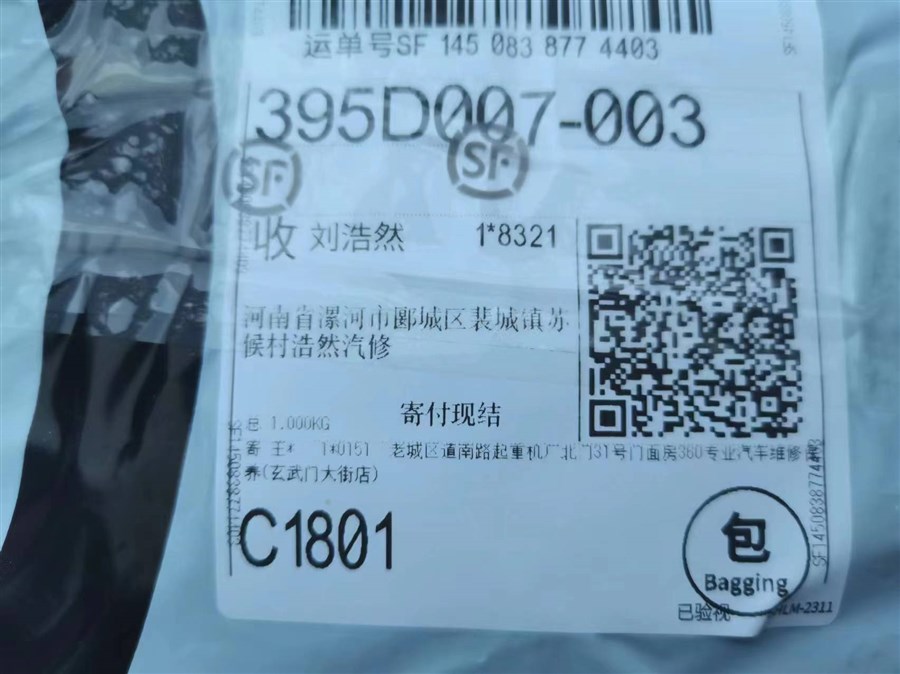 运单号SF 145 083 877 4403
395D007-003
SF
SF
收 刘浩然 1*8321
河南省漯河市郾城区裴城镇苏
候村浩然汽修
寄付现结
总 1.000KG
寄 王* 1*0151 老城区道南路起重机厂北门31号门面房360专业汽车维修保
养(玄武门大街店)
C1801
包
Bagging
已验视
SF1450838774403